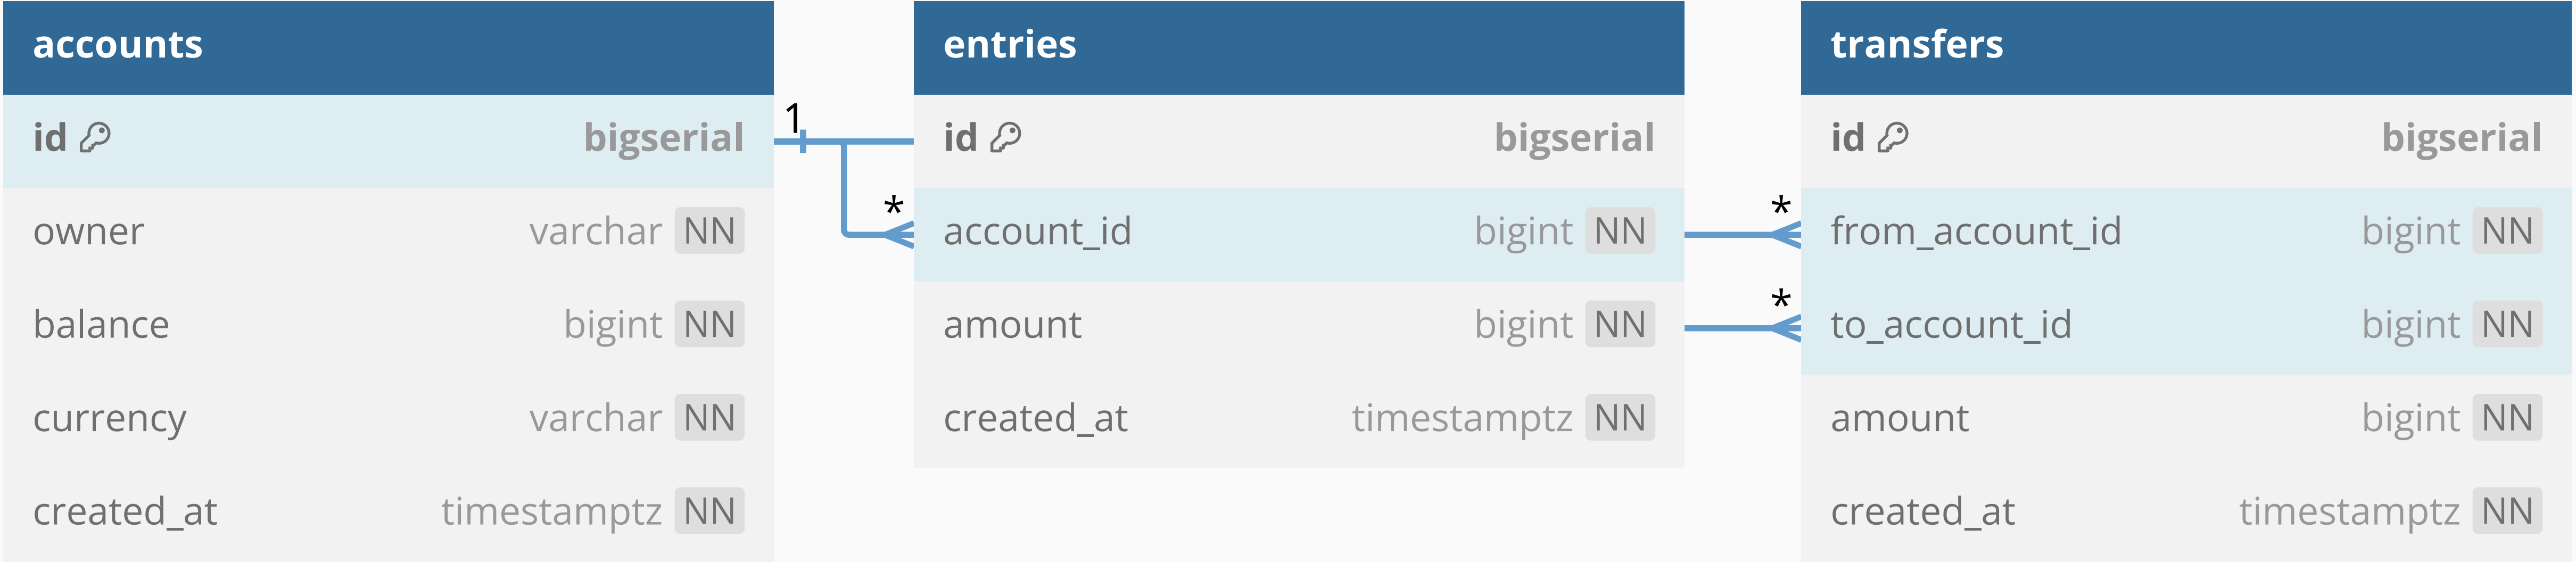 accounts
id bigserial
owner varchar NN
balance bigint NN
currency varchar NN
created_at timestamptz NN
1
*
entries
id bigserial
account_id bigint NN
amount bigint NN
created_at timestamptz NN
*
*
transfers
id bigserial
from_account_id bigint NN
to_account_id bigint NN
amount bigint NN
created_at timestamptz NN